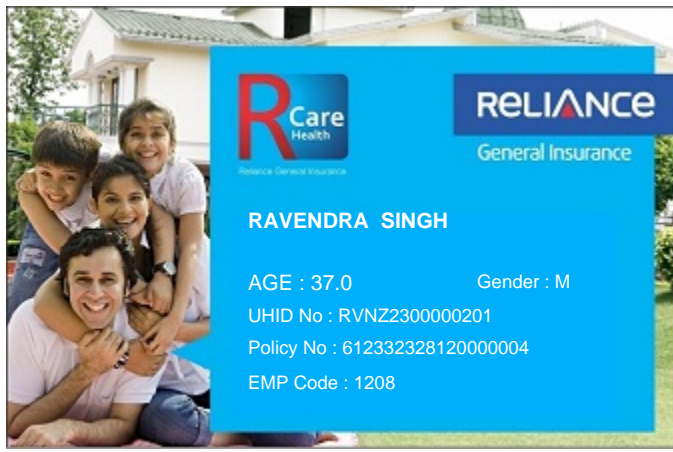 RCare
Health
Reliance General Insurance
RELIANCE
General Insurance
RAVENDRA SINGH
AGE : 37.0 Gender : M
UHID No : RVNZ2300000201
Policy No : 612332328120000004
EMP Code : 1208